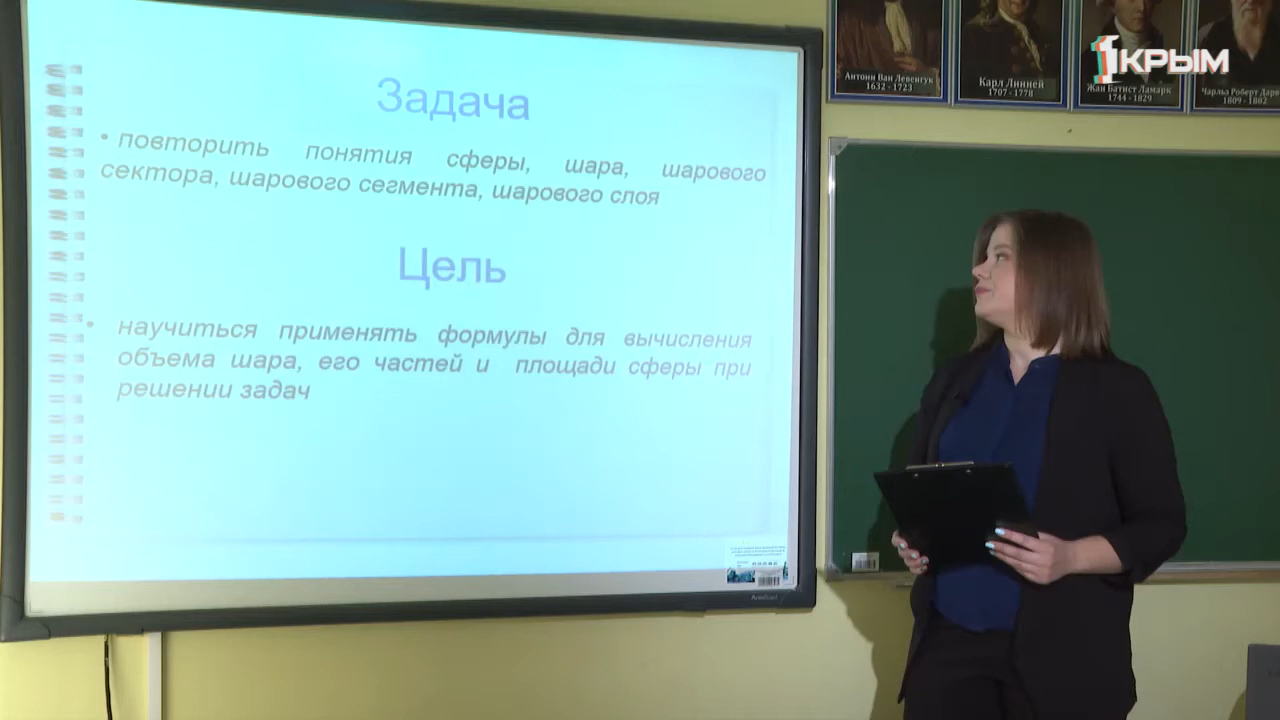 Задача
• повторить понятия сферы, шара, шарового
сектора, шарового сегмента, шарового слоя
Цель
• научиться применять формулы для вычисления
объема шара, его частей и площади сферы при
решении задач
Антони Ван Левенгук
1632 - 1723
Карл Линней
1707 - 1778
Жан Батист Ламарк
1744 - 1829
Чарльз Роберт Дарв
1809 - 1882
1КРЫМ